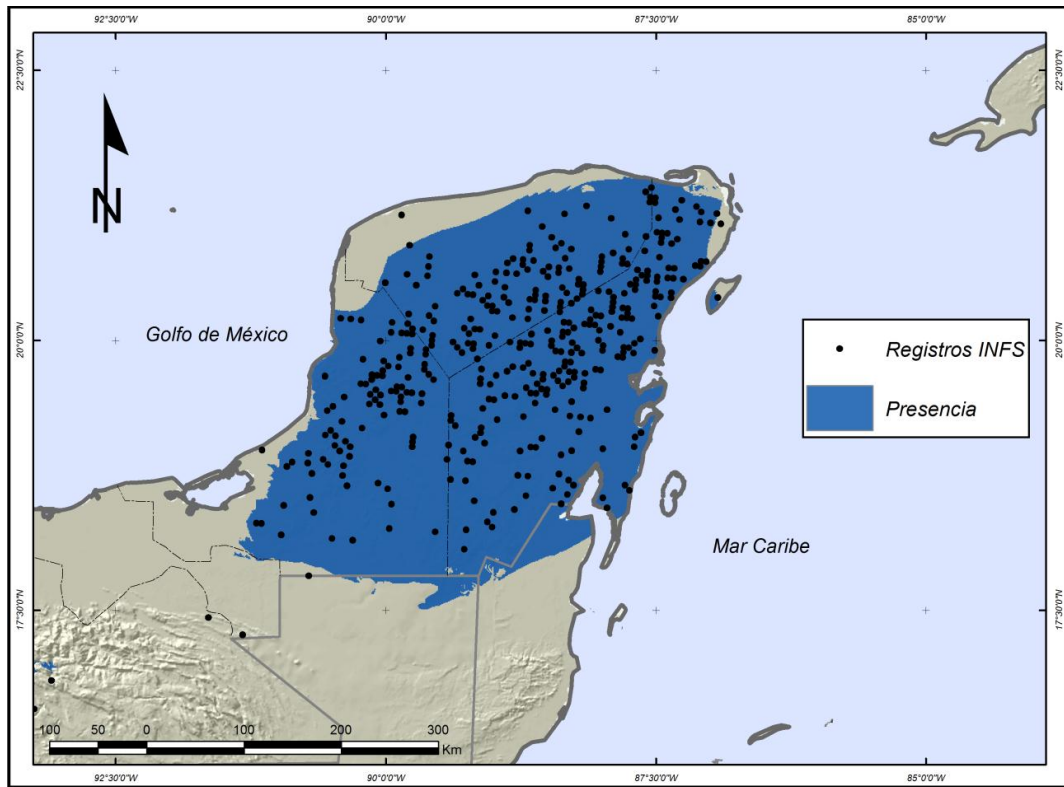 92°30'0"W 90°0'0"W 87°30'0"W 85°0'0"W
22°30'0"N
22°30'0"N
N
Golfo de México
20°0'0"N
20°0'0"N
Registros INFS
Presencia
Mar Caribe
17°30'0"N
17°30'0"N
100 50 0 100 200 300
Km
92°30'0"W 90°0'0"W 87°30'0"W 85°0'0"W